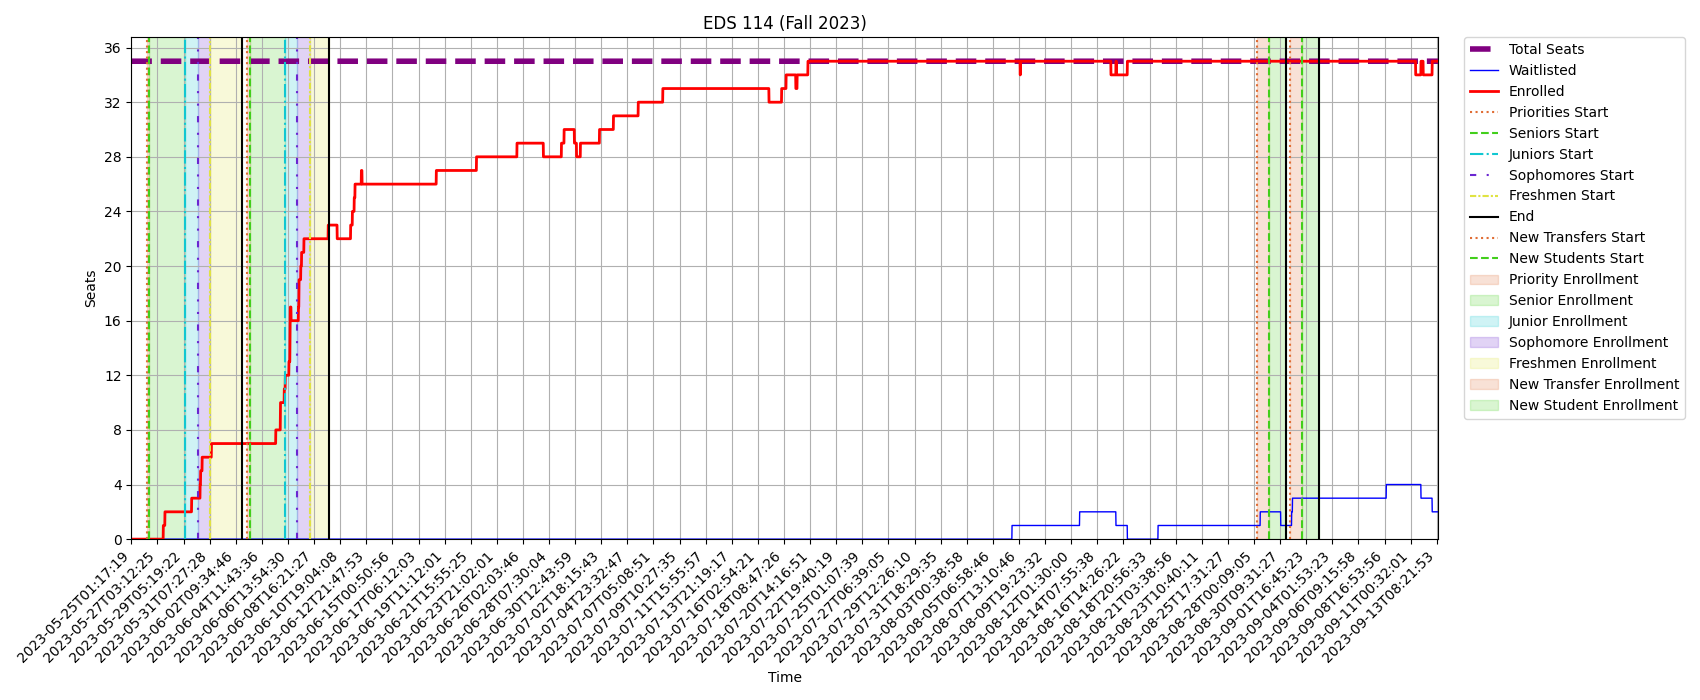 EDS 114 (Fall 2023)
36
32
28
24
20
16
12
8
4
0
Seats
2023-05-25T01:17:19
2023-05-27T03:12:25
2023-05-29T05:19:22
2023-05-31T07:27:28
2023-06-02T09:34:46
2023-06-04T11:43:36
2023-06-06T13:54:30
2023-06-08T16:21:27
2023-06-10T19:04:08
2023-06-12T21:47:53
2023-06-15T00:50:56
2023-06-17T06:12:03
2023-06-19T11:12:01
2023-06-21T15:55:25
2023-06-23T21:02:01
2023-06-26T02:03:46
2023-06-28T07:30:04
2023-06-30T12:43:59
2023-07-02T18:15:43
2023-07-04T23:32:47
2023-07-07T05:08:51
2023-07-09T10:27:35
2023-07-11T15:55:57
2023-07-13T21:19:17
2023-07-16T02:54:21
2023-07-18T08:47:26
2023-07-20T14:16:51
2023-07-22T19:40:19
2023-07-25T01:07:39
2023-07-27T06:39:05
2023-07-29T12:26:10
2023-07-31T18:29:35
2023-08-03T00:38:58
2023-08-05T06:58:46
2023-08-07T13:10:46
2023-08-09T19:23:32
2023-08-12T01:30:00
2023-08-14T07:55:38
2023-08-16T14:26:22
2023-08-18T20:56:33
2023-08-21T03:38:56
2023-08-23T10:40:11
2023-08-25T17:31:27
2023-08-28T00:09:05
2023-08-30T09:31:27
2023-09-01T16:45:23
2023-09-04T01:53:23
2023-09-06T09:15:58
2023-09-08T16:53:56
2023-09-11T00:32:01
2023-09-13T08:21:53
Time
Total Seats
Waitlisted
Enrolled
Priorities Start
Seniors Start
Juniors Start
Sophomores Start
Freshmen Start
End
New Transfers Start
New Students Start
Priority Enrollment
Senior Enrollment
Junior Enrollment
Sophomore Enrollment
Freshmen Enrollment
New Transfer Enrollment
New Student Enrollment